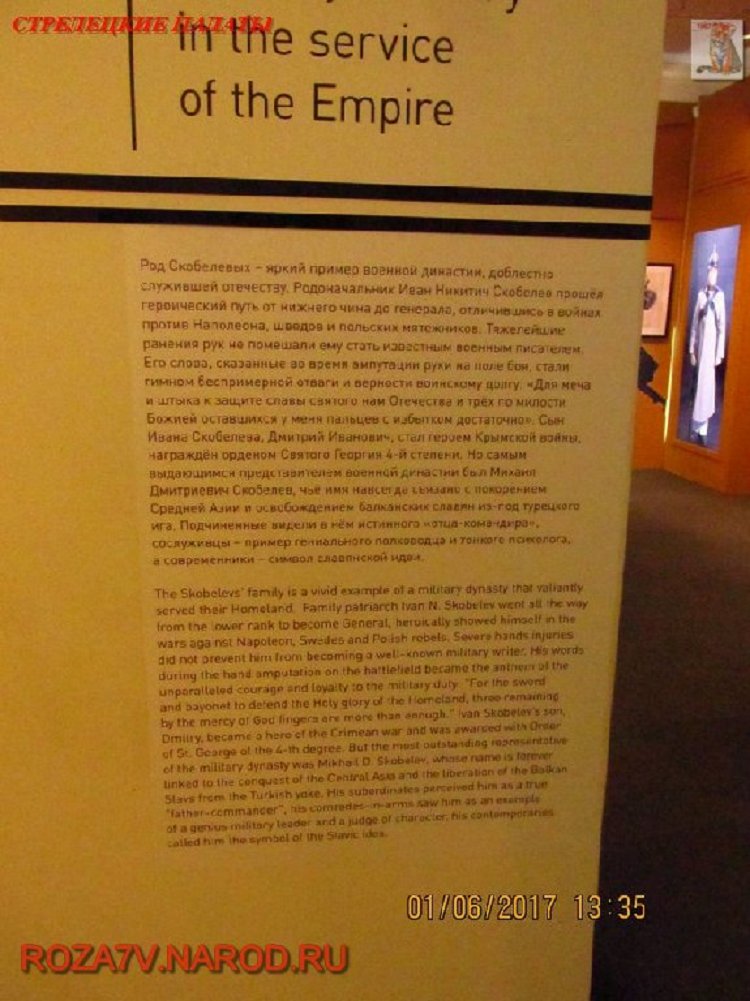 СТРЕЛЕЦКИЕ ПАЛАТЫ
in the service
of the Empire
Род Скобелевых – яркий пример военной династии, доблестно
служившей отечеству. Родоначальник Иван Никитич Скобелев прошёл
героический путь от нижнего чина до генерала, отличившись в войнах
против Наполеона, шведов и польских мятежников. Тяжелейшие
ранения рук не помешали ему стать известным военным писателем.
Его слова, сказанные во время ампутации руки на поле боя, стали
гимном беспримерной отваги и верности воинскому долгу: «Для меча
и штыка к защите славы святого нам Отечества и трёх по милости
Божией оставшихся у меня пальцев с избытком достаточно». Сын
Ивана Скобелева, Дмитрий Иванович, стал героем Крымской войны,
награждён орденом Святого Георгия 4-й степени. Но самым
выдающимся представителем военной династии был Михаил
Дмитриевич Скобелев, чьё имя навсегда связано с покорением
Средней Азии и освобождением балканских славян из-под турецкого
ига. Подчиненные видели в нём истинного «отца-командира»,
сослуживцы – пример гениального полководца и тонкого психолога,
а современники – символ славянской идеи.
The Skobelevs' family is a vivid example of a military dynasty that valiantly
served their Homeland. Family patriarch Ivan N. Skobelev went all the way
from the lower rank to become General, heroically showed himself in the
wars against Napoleon, Swedes and Polish rebels. Severe hands injuries
did not prevent him from becoming a well-known military writer. His words
during the hand amputation on the battlefield became the anthem of the
unparalleled courage and loyalty to the military duty: "For the sword
and bayonet to defend the Holy glory of the Homeland, three remaining
by the mercy of God fingers are more than enough." Ivan Skobelev's son,
Dmitry, became a hero of the Crimean war and was awarded with Order
of St. George of the 4-th degree. But the most outstanding representative
of the military dynasty was Mikhail D. Skobelev, whose name is forever
linked to the conquest of the Central Asia and the liberation of the Balkan
Slavs from the Turkish yoke. His subordinates perceived him as a true
"father-commander", his comrades-in-arms saw him as an example
of a genius military leader and a judge of character, his contemporaries
called him the symbol of the Slavic idea.
01/06/2017 13:35
ROZA7V.NAROD.RU